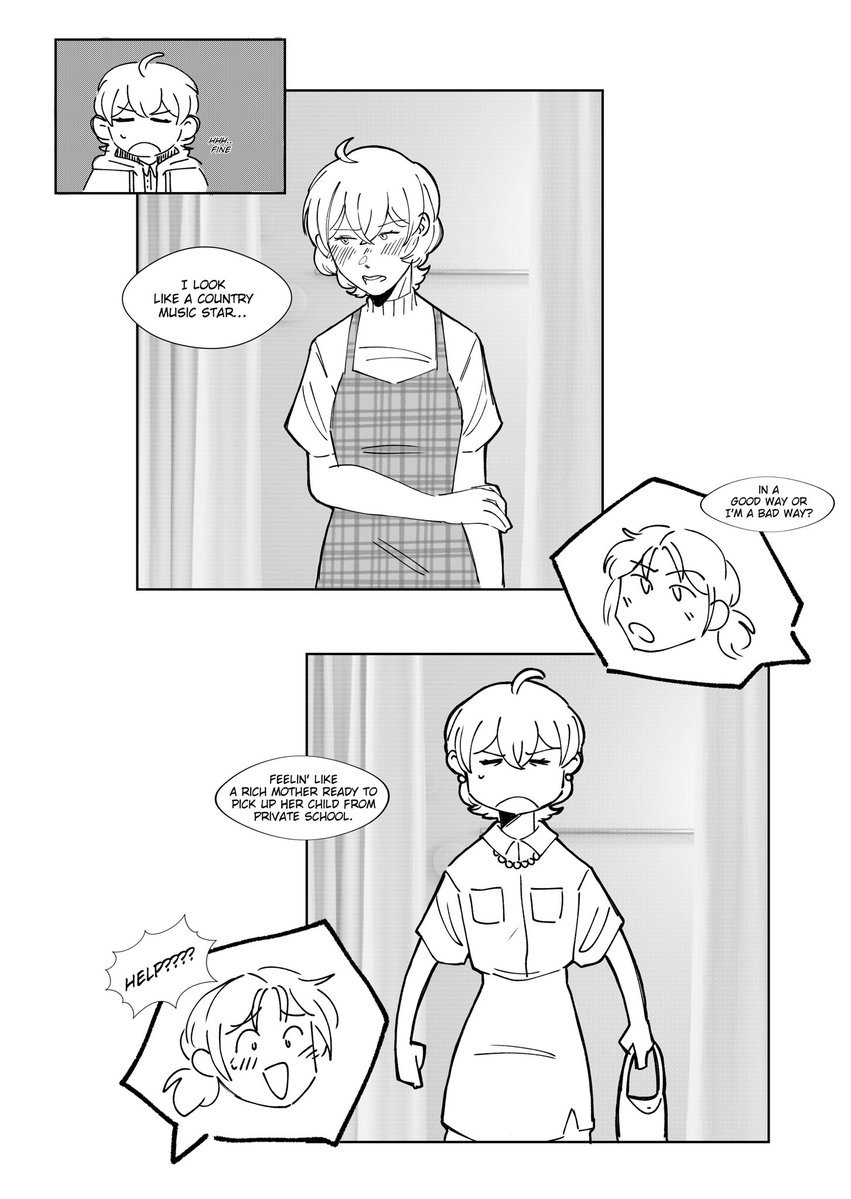 HHH..
FINE
I LOOK
LIKE A COUNTRY
MUSIC STAR...
IN A
GOOD WAY OR
I'M A BAD WAY?
FEELIN' LIKE
A RICH MOTHER READY TO
PICK UP HER CHILD FROM
PRIVATE SCHOOL.
HELP????